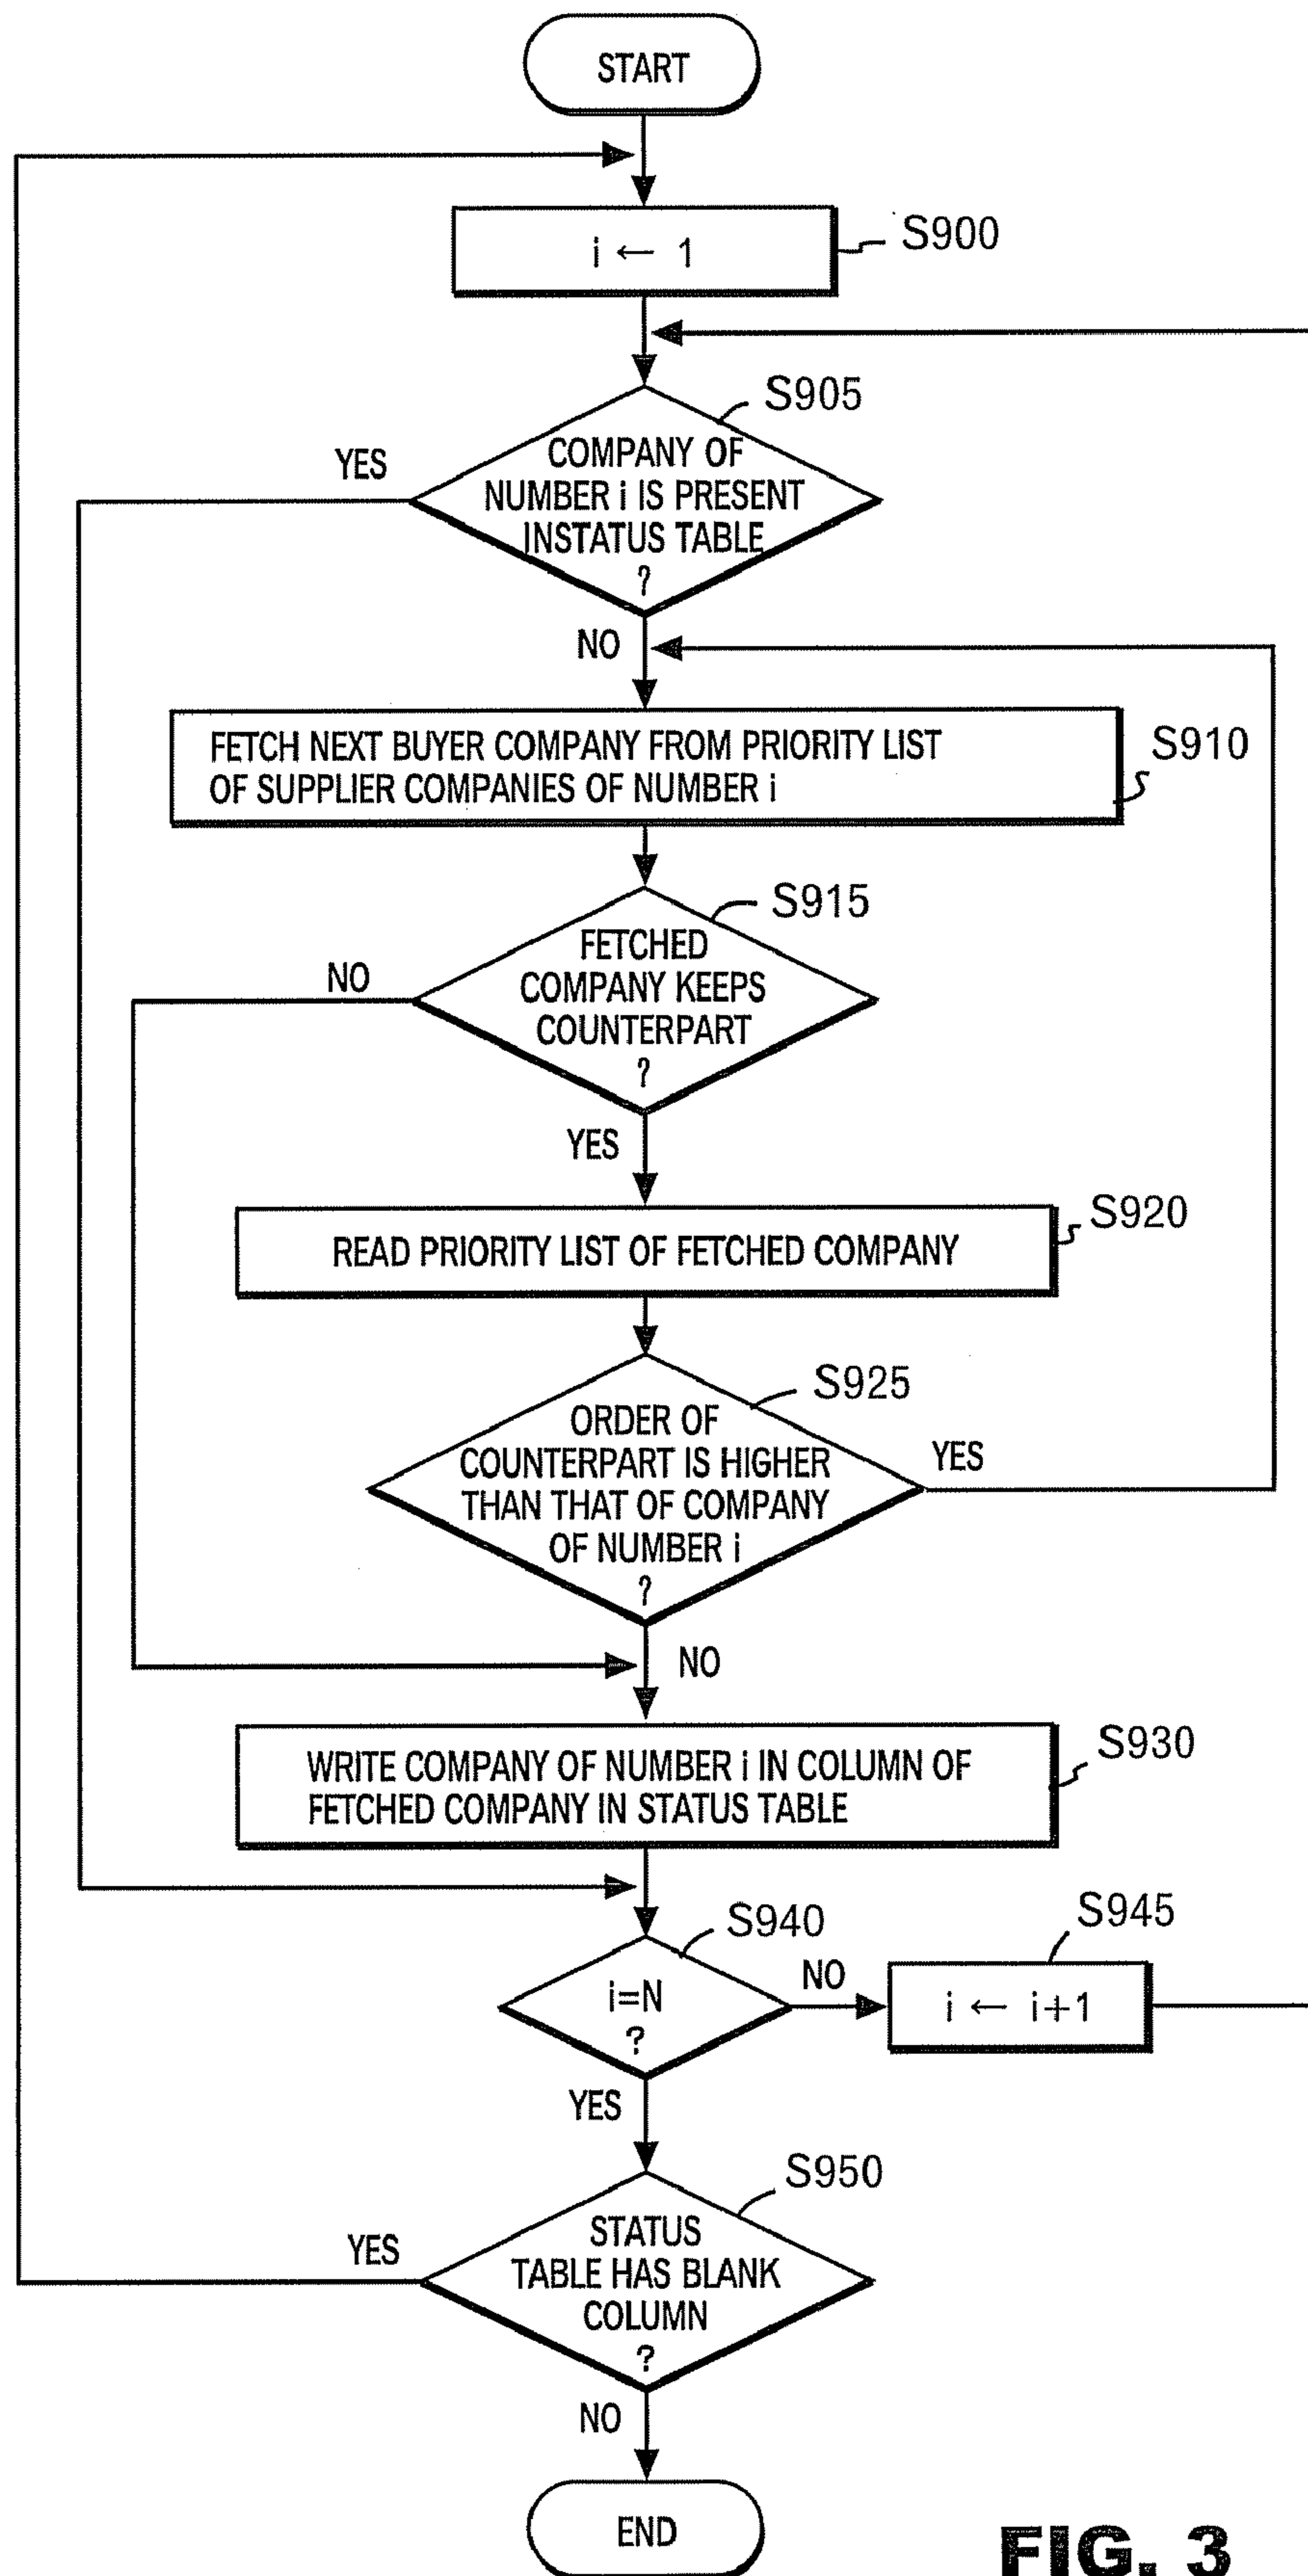 START
i ← 1
S900
S905
YES
COMPANY OF
NUMBER i IS PRESENT
INSTATUS TABLE
?
NO
FETCH NEXT BUYER COMPANY FROM PRIORITY LIST
OF SUPPLIER COMPANIES OF NUMBER i
S910
S915
NO
FETCHED
COMPANY KEEPS
COUNTERPART
?
YES
READ PRIORITY LIST OF FETCHED COMPANY
S920
S925
ORDER OF
COUNTERPART IS HIGHER
THAN THAT OF COMPANY
OF NUMBER i
?
YES
NO
WRITE COMPANY OF NUMBER i IN COLUMN OF
FETCHED COMPANY IN STATUS TABLE
S930
S940
i=N
?
NO
S945
i ← i+1
YES
S950
YES
STATUS
TABLE HAS BLANK
COLUMN
?
NO
END
FIG. 3